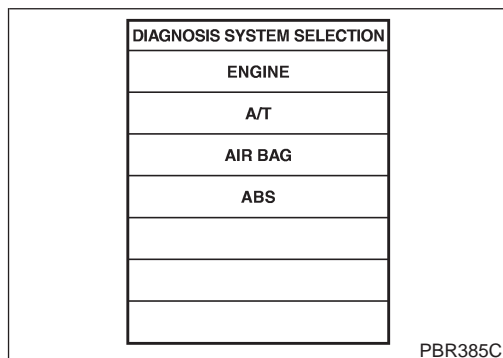 DIAGNOSIS SYSTEM SELECTION
ENGINE
A/T
AIR BAG
ABS
PBR385C